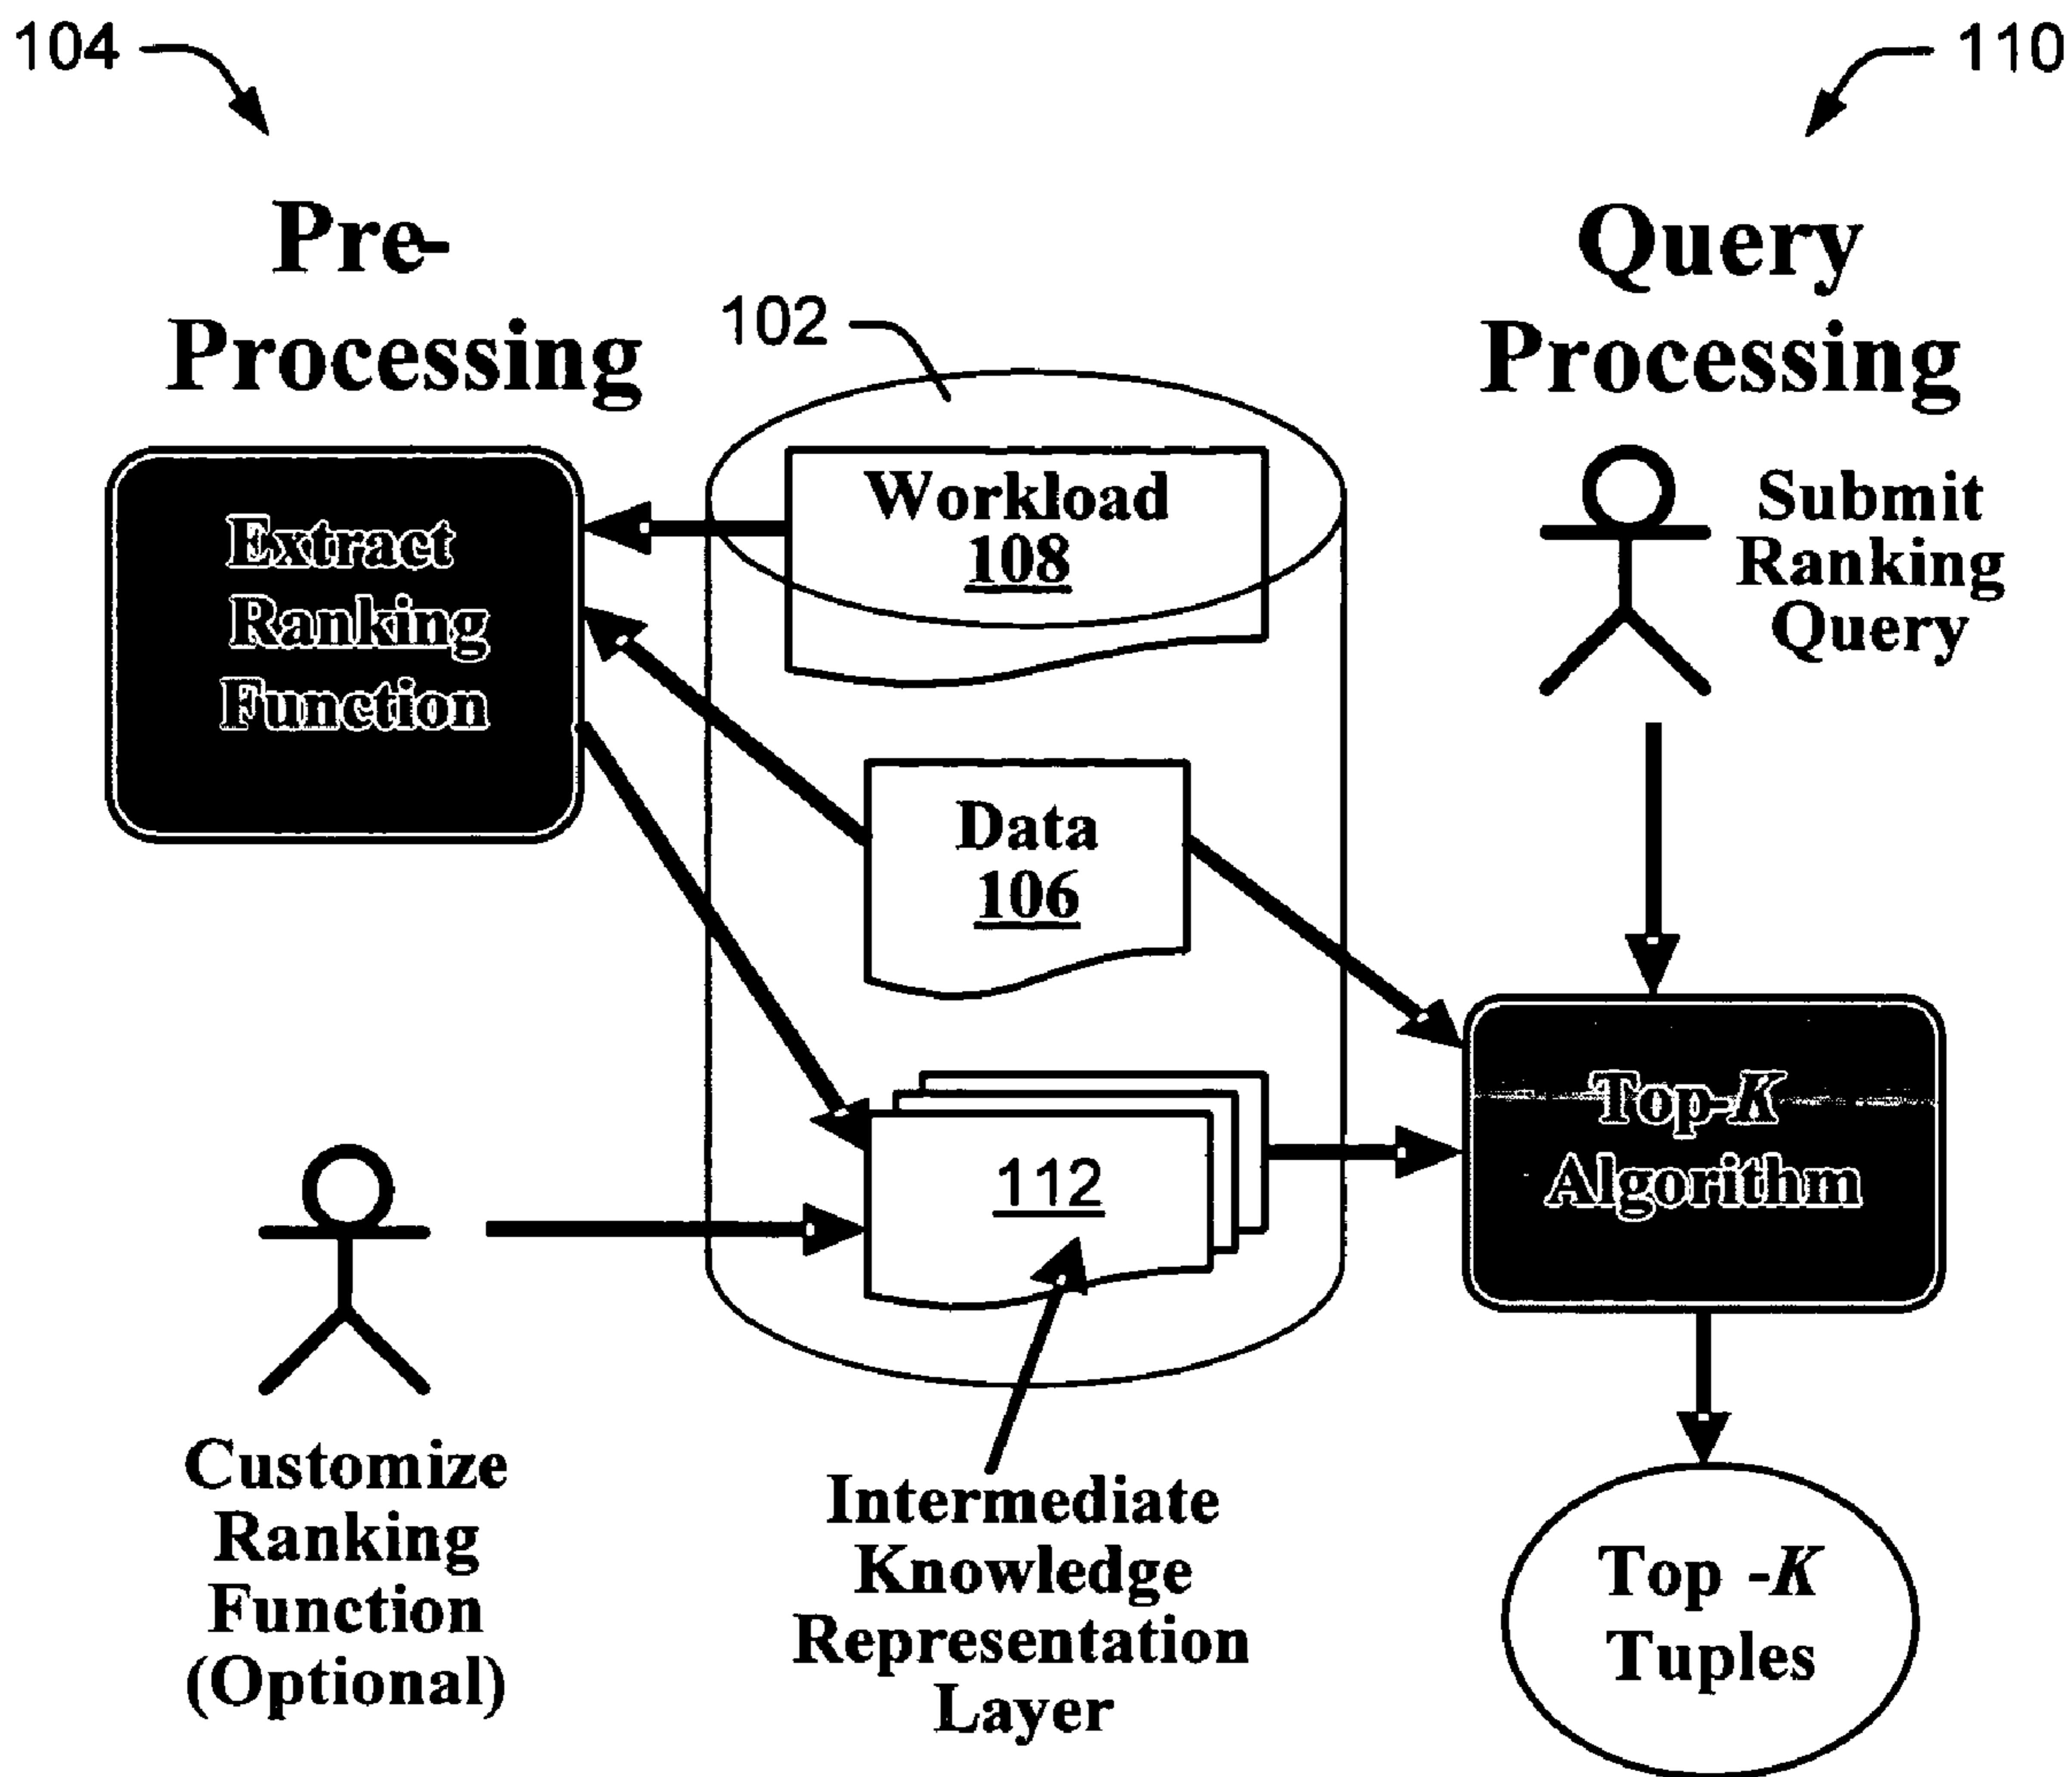 104
110
Pre-
Processing
Query
Processing
102
Workload
108
Extract
Ranking
Function
Submit
Ranking
Query
Data
106
Top-K
Algorithm
112
Customize
Ranking
Function
(Optional)
Intermediate
Knowledge
Representation
Layer
Top -K
Tuples